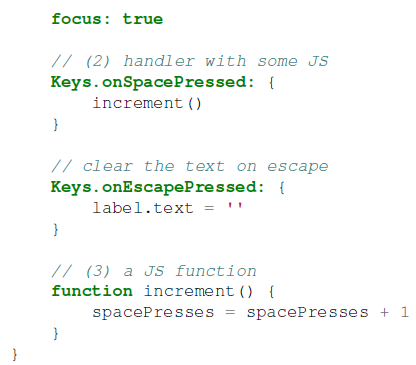 focus: true
// (2) handler with some JS
Keys.onSpacePressed: {
increment()
}
// clear the text on escape
Keys.onEscapePressed: {
label.text = ''
}
// (3) a JS function
function increment() {
spacePresses = spacePresses + 1
}
}